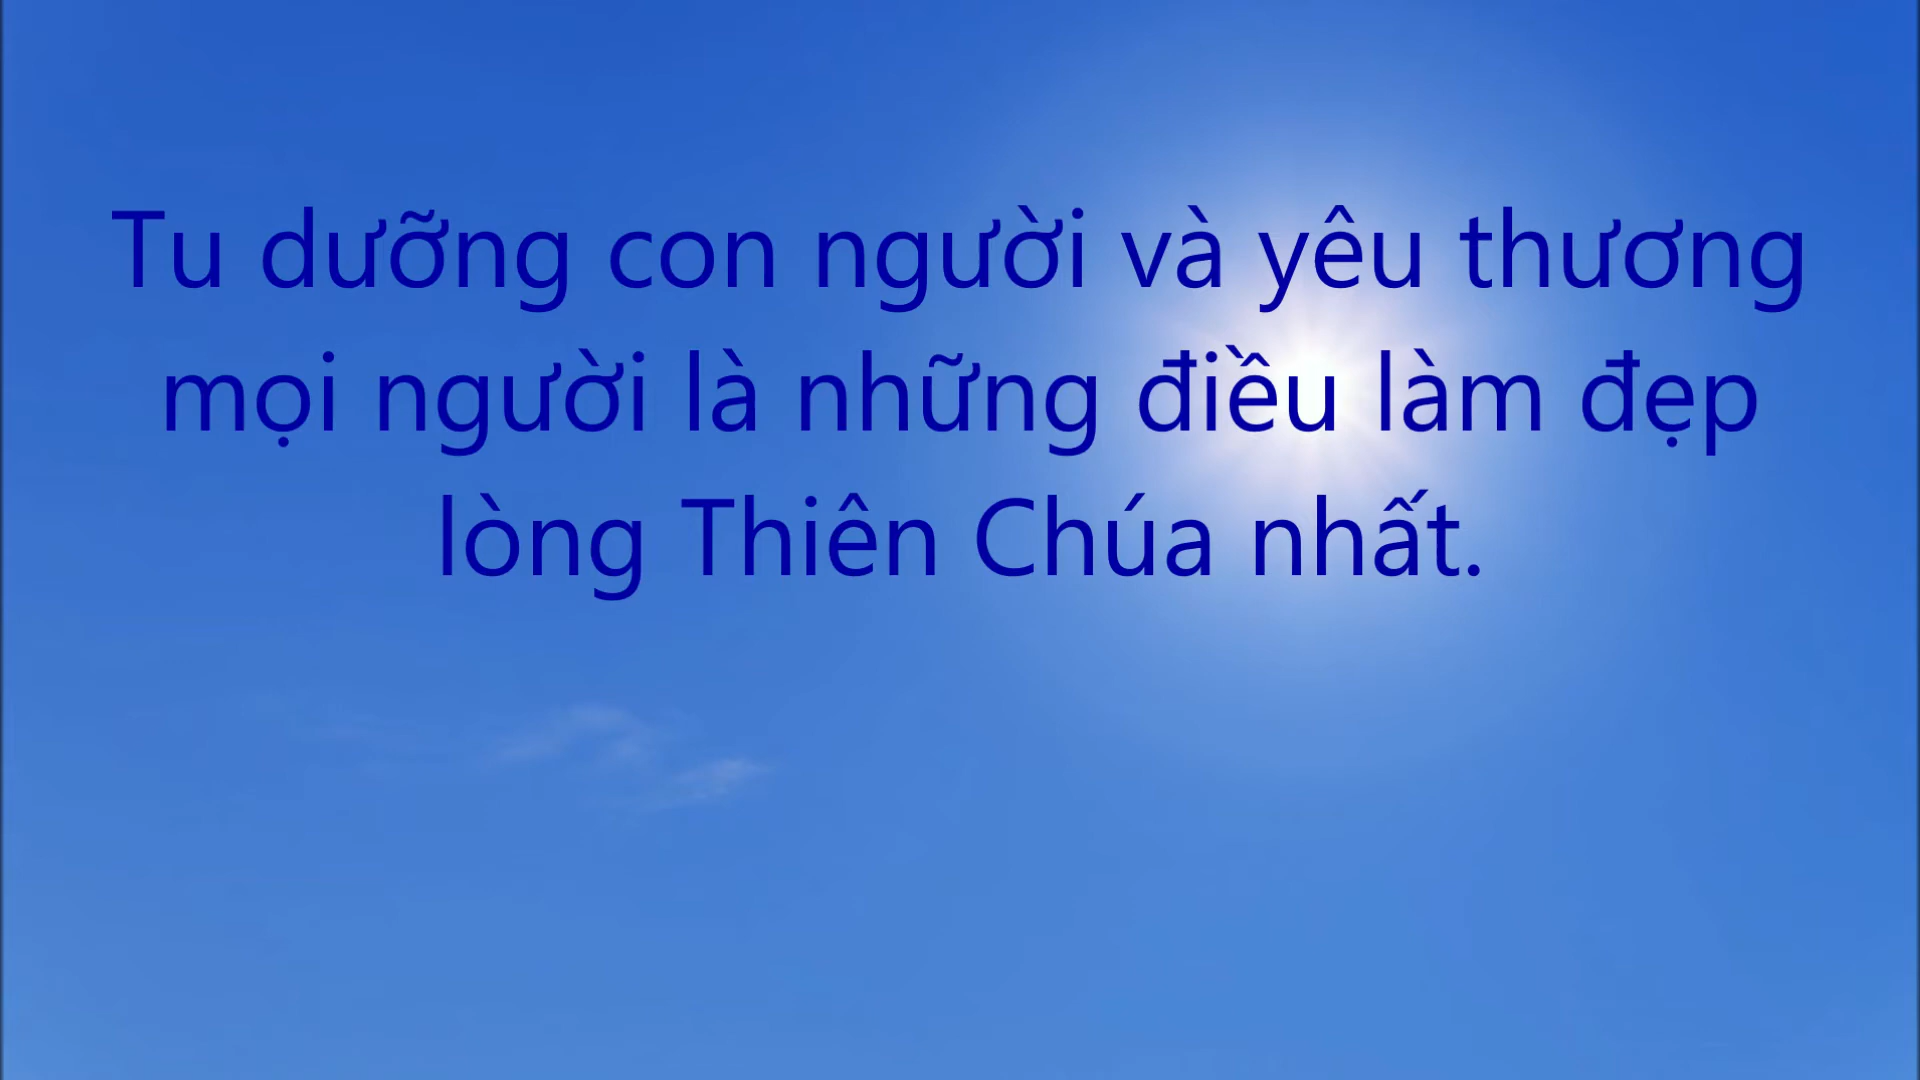 Tu dưỡng con người và yêu thương
mọi người là những điều làm đẹp
lòng Thiên Chúa nhất.